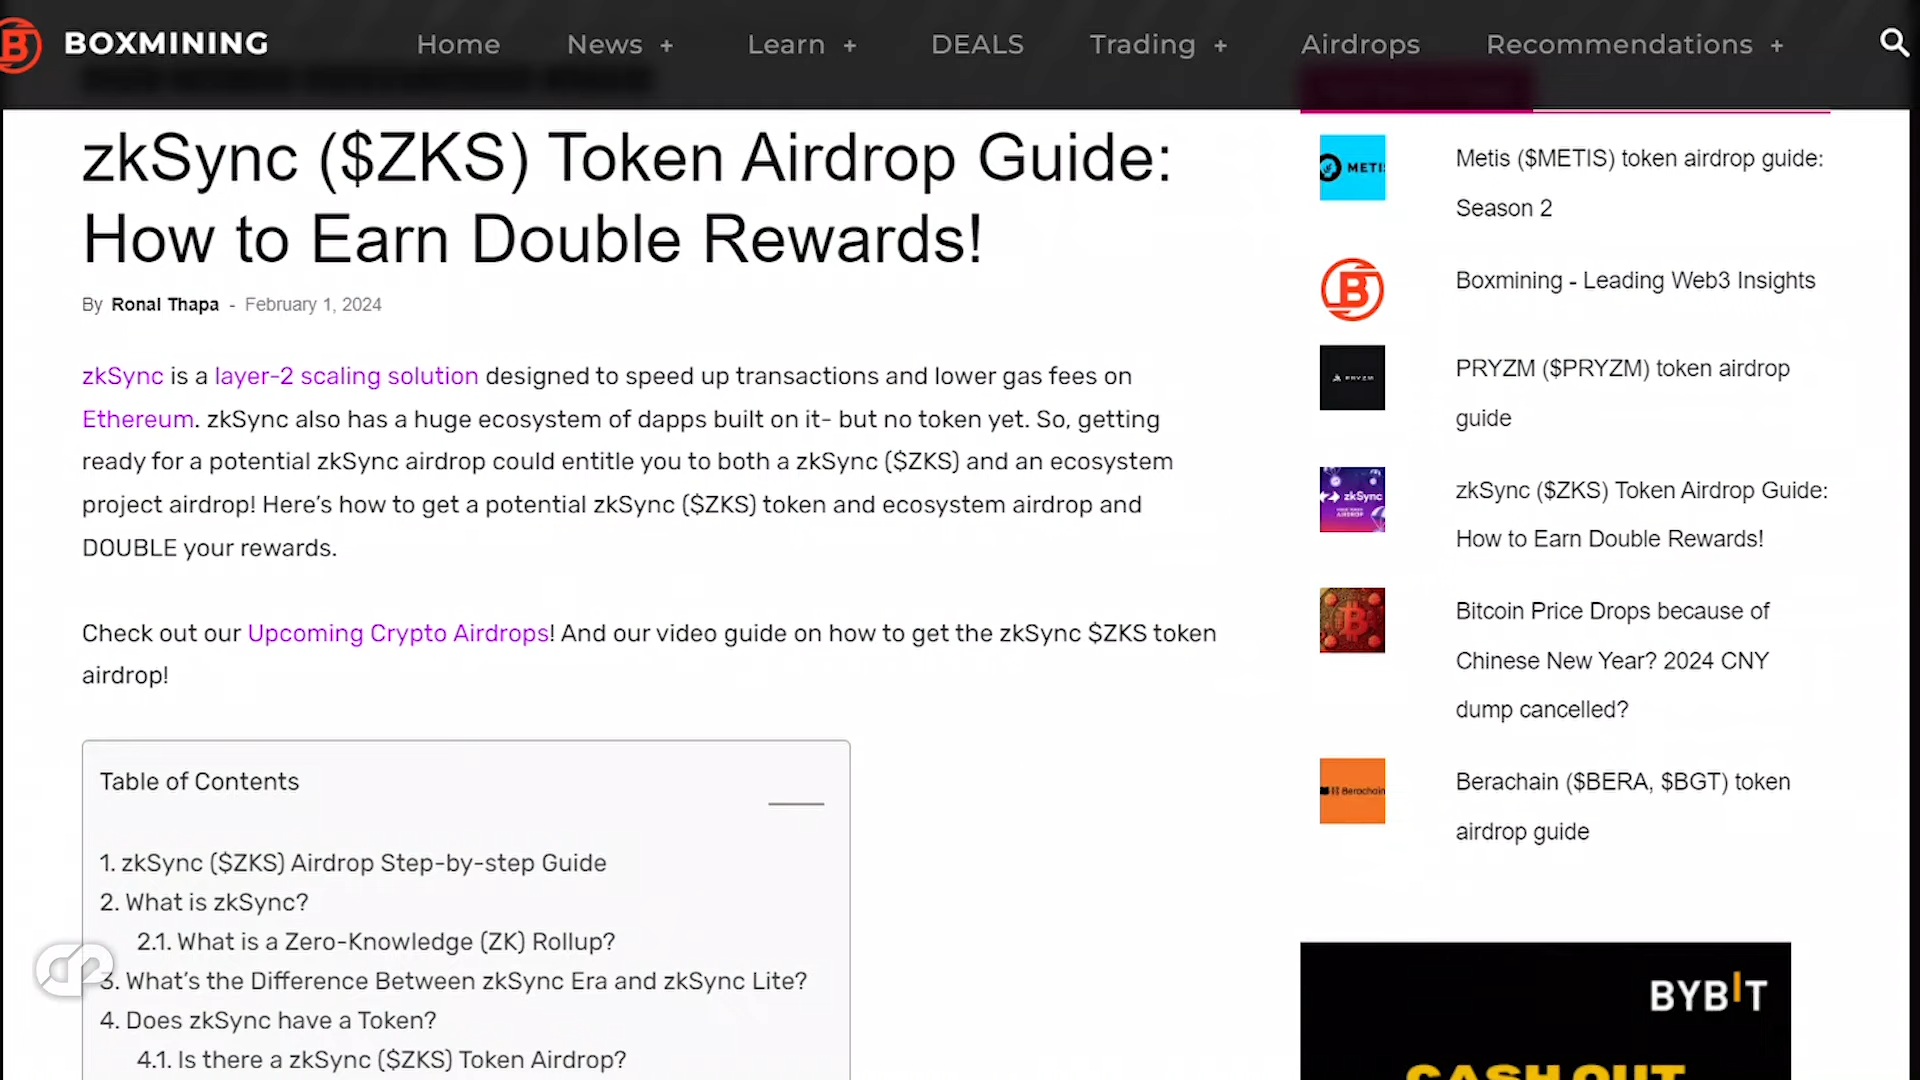 BOXMINING
Home
News +
Learn +
DEALS
Trading +
Airdrops
Recommendations +
zkSync ($ZKS) Token Airdrop Guide:
How to Earn Double Rewards!
By Ronal Thapa - February 1, 2024
zkSync is a layer-2 scaling solution designed to speed up transactions and lower gas fees on
Ethereum. zkSync also has a huge ecosystem of dapps built on it- but no token yet. So, getting
ready for a potential zkSync airdrop could entitle you to both a zkSync ($ZKS) and an ecosystem
project airdrop! Here’s how to get a potential zkSync ($ZKS) token and ecosystem airdrop and
DOUBLE your rewards.
Check out our Upcoming Crypto Airdrops! And our video guide on how to get the zkSync $ZKS token
airdrop!
Table of Contents
1. zkSync ($ZKS) Airdrop Step-by-step Guide
2. What is zkSync?
2.1. What is a Zero-Knowledge (ZK) Rollup?
3. What’s the Difference Between zkSync Era and zkSync Lite?
4. Does zkSync have a Token?
4.1. Is there a zkSync ($ZKS) Token Airdrop?
METIS
Metis ($METIS) token airdrop guide:
Season 2
Boxmining - Leading Web3 Insights
PRYZM
PRYZM ($PRYZM) token airdrop
guide
zkSync
zkSync ($ZKS) Token Airdrop Guide:
How to Earn Double Rewards!
Bitcoin Price Drops because of
Chinese New Year? 2024 CNY
dump cancelled?
Berachain
Berachain ($BERA, $BGT) token
airdrop guide
BYBIT
CASH OUT